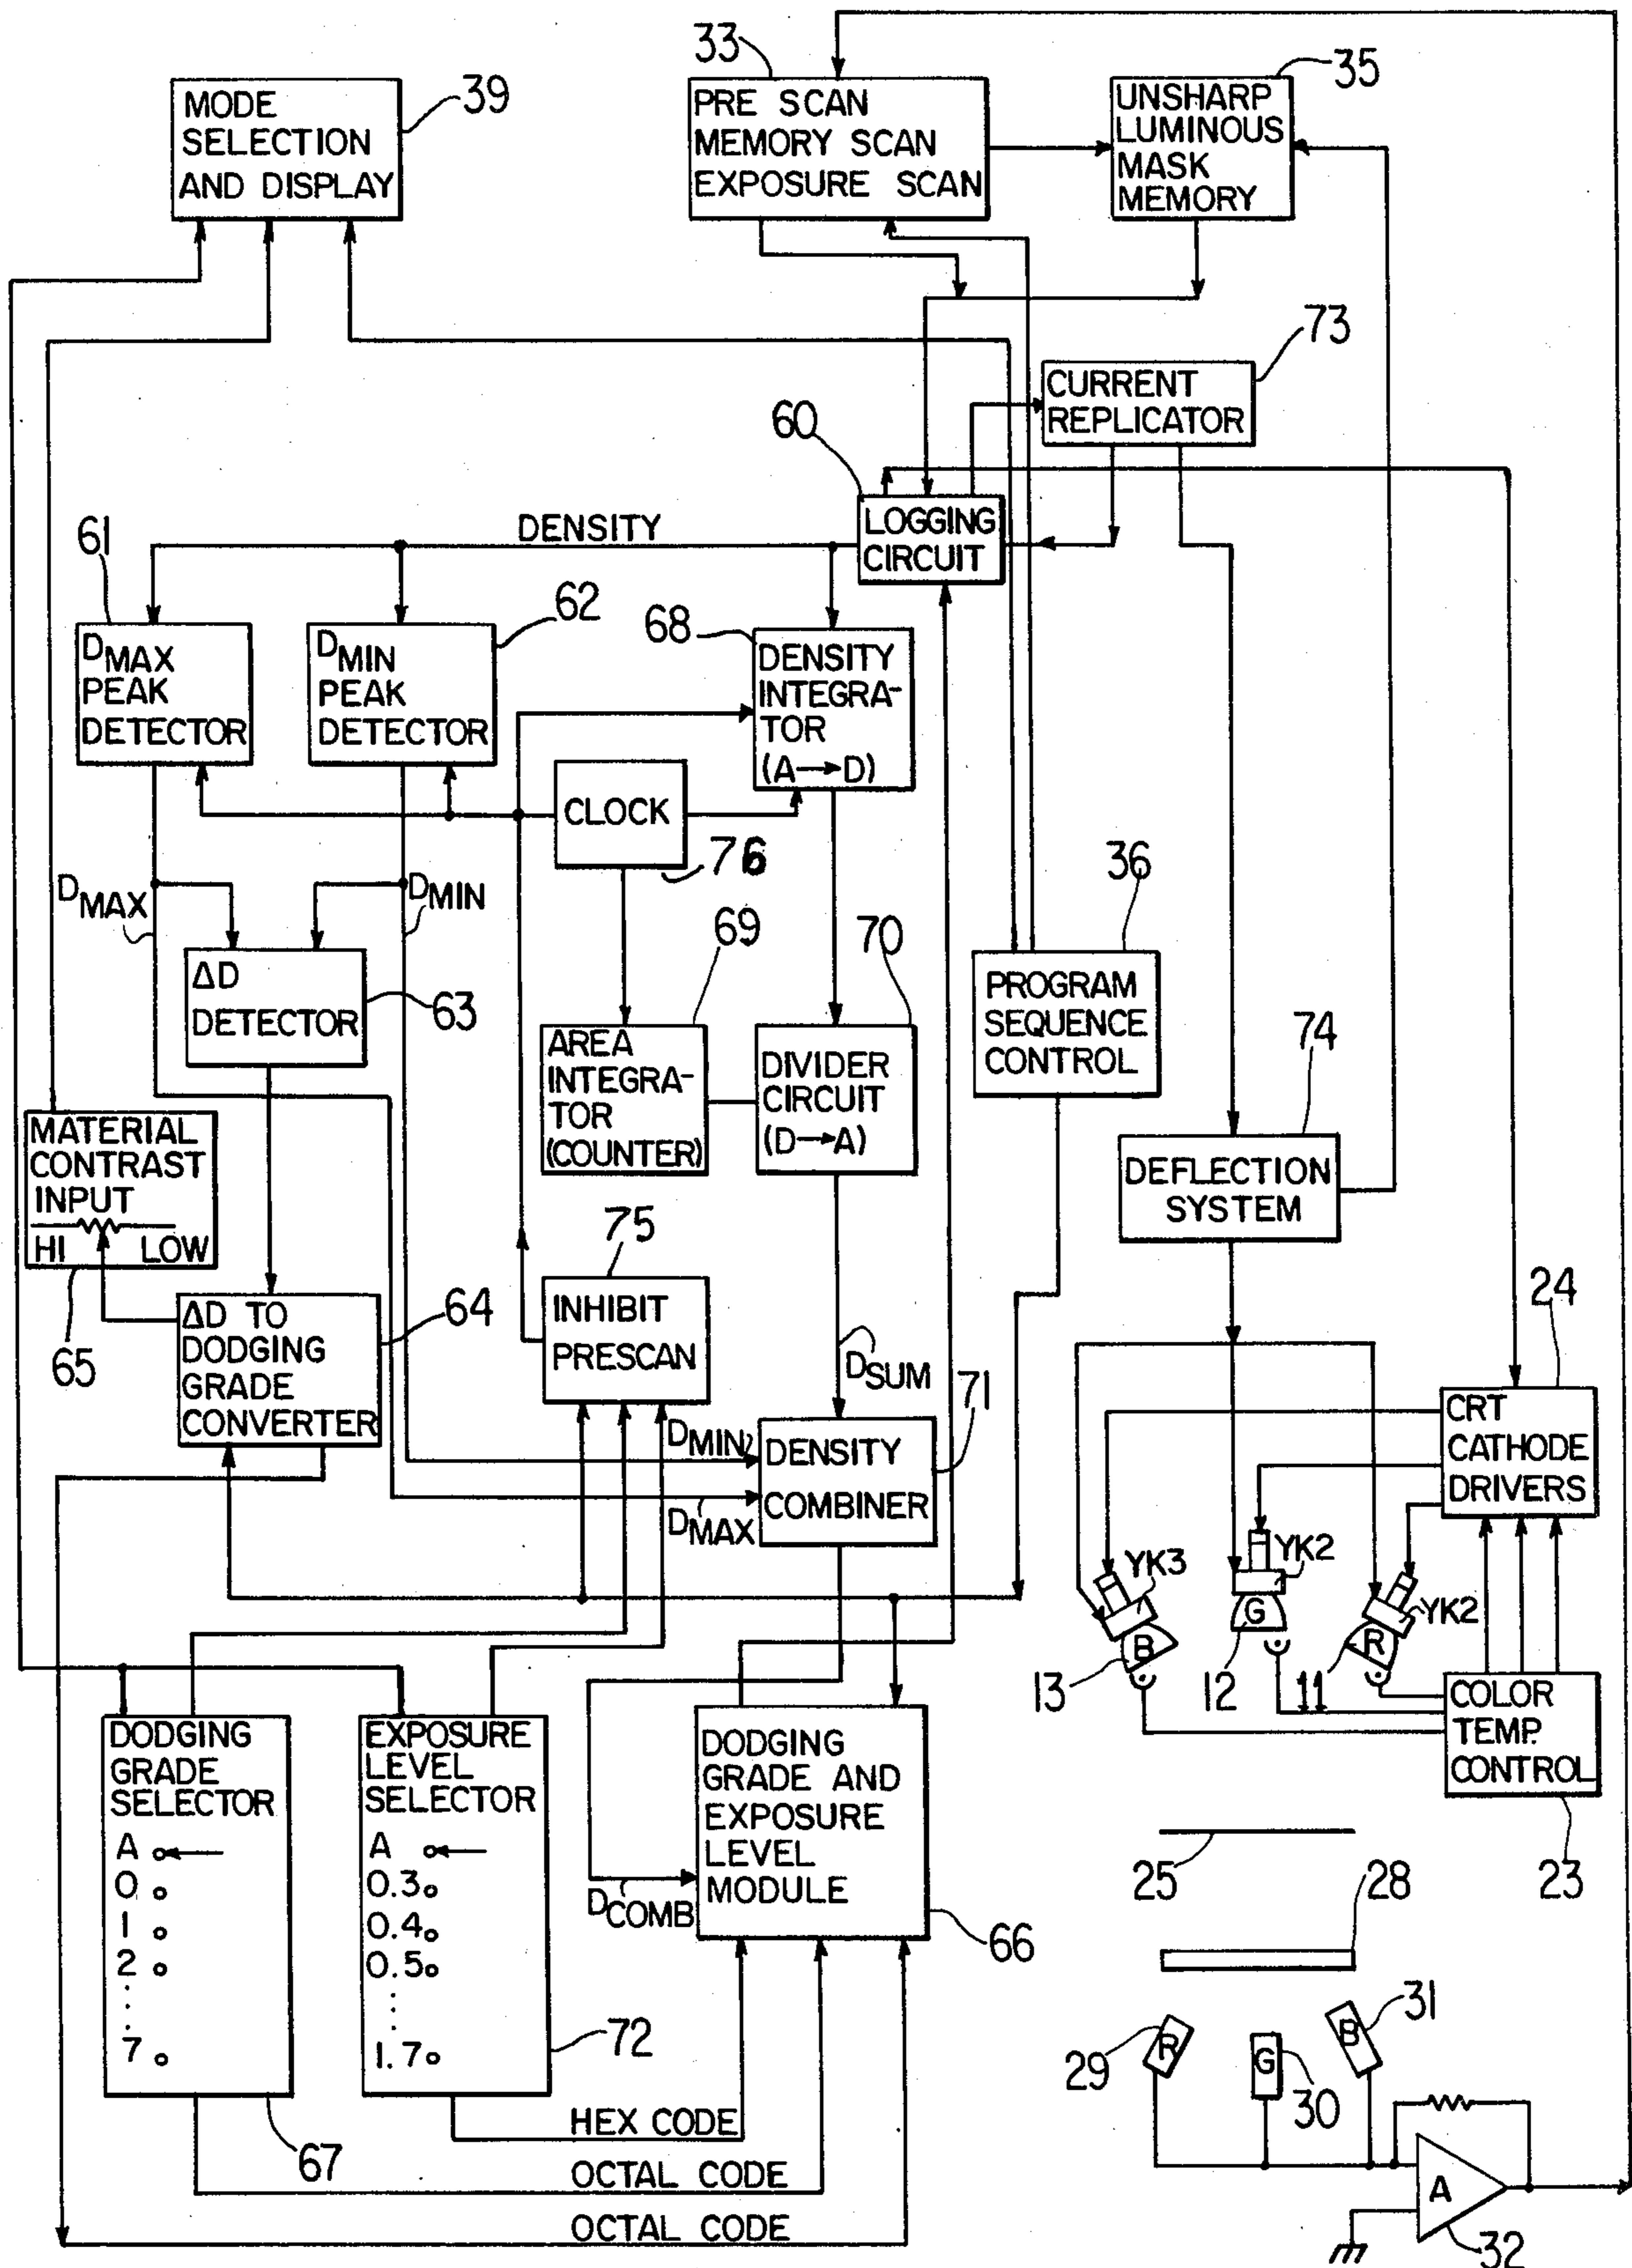 33
35
39
MODE
SELECTION
AND DISPLAY
PRE SCAN
MEMORY SCAN
EXPOSURE SCAN
UNSHARP
LUMINOUS
MASK
MEMORY
73
CURRENT
REPLICATOR
60
LOGGING
CIRCUIT
DENSITY
61
62
68
DMAX
PEAK
DETECTOR
DMIN
PEAK
DETECTOR
DENSITY
INTEGRA-
TOR
(A→D)
CLOCK
76
36
DMAX
DMIN
69
70
ΔD
DETECTOR
63
PROGRAM
SEQUENCE
CONTROL
AREA
INTEGRA-
TOR
(COUNTER)
DIVIDER
CIRCUIT
(D→A)
74
DEFLECTION
SYSTEM
MATERIAL
CONTRAST
INPUT
HI LOW
65
75
64
ΔD TO
DODGING
GRADE
CONVERTER
INHIBIT
PRESCAN
DSUM
71
24
CRT
CATHODE
DRIVERS
DMIN
DMAX
DENSITY
COMBINER
YK3
YK2
YK2
B
G
R
13
12
11
COLOR
TEMP.
CONTROL
23
DODGING
GRADE
SELECTOR
A
0
1
2
7
67
EXPOSURE
LEVEL
SELECTOR
A
0.3
0.4
0.5
1.7
72
DODGING
GRADE AND
EXPOSURE
LEVEL
MODULE
DCOMB
66
25
28
29
R
G
30
B
31
HEX CODE
OCTAL CODE
OCTAL CODE
A
32